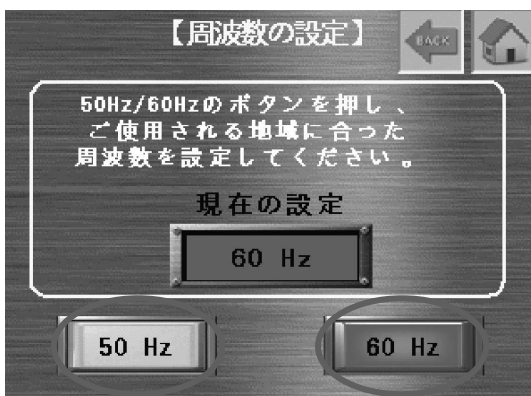 【周波数の設定】
BACK
50Hz/60Hzのボタンを押し、
ご使用される地域に合った
周波数を設定してください。
現在の設定
60 Hz
50 Hz
60 Hz